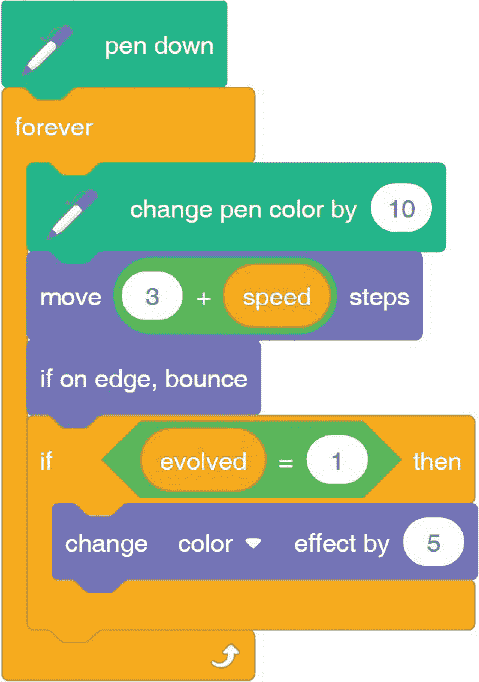 pen down
forever
change pen color by 10
move 3 + speed steps
if on edge, bounce
if evolved = 1 then
change color effect by 5